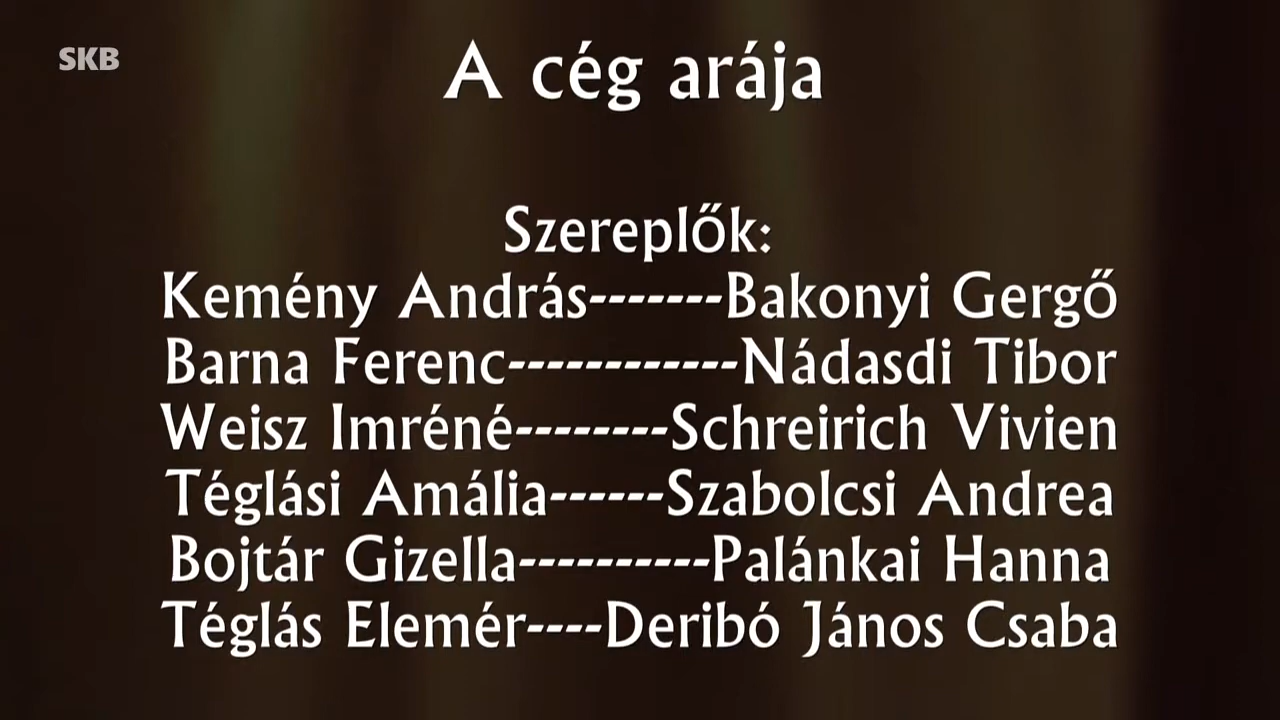 SKB
A cég arája
Szereplők:
Kemény András-------Bakonyi Gergő
Barna Ferenc------------Nádasdi Tibor
Weisz Imréné--------Schreirich Vivien
Téglási Amália------Szabolcsi Andrea
Bojtár Gizella----------Palánkai Hanna
Téglás Elemér----Deribó János Csaba